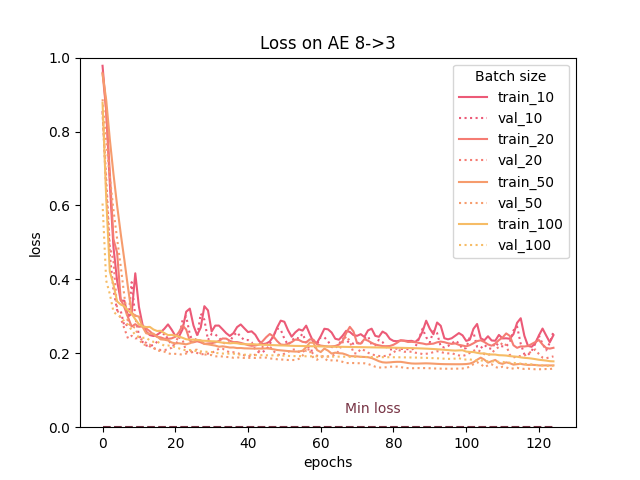 Loss on AE 8->3
1.0
0.8
0.6
0.4
0.2
0.0
loss
Batch size
train_10
val_10
train_20
val_20
train_50
val_50
train_100
val_100
Min loss
0 20 40 60 80 100 120
epochs